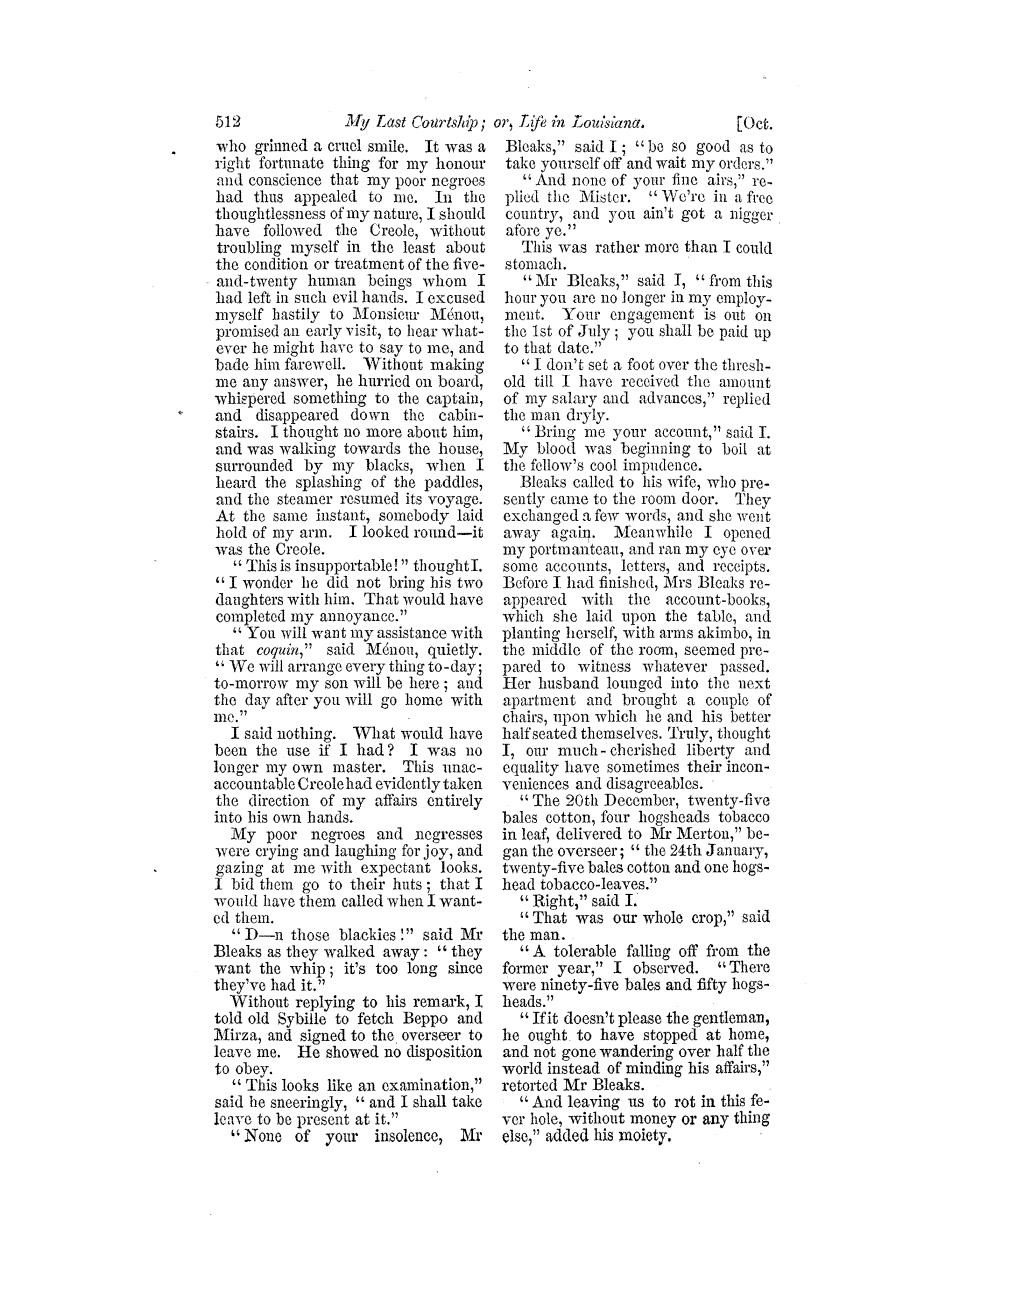 512 My Last Courtship; or, Life in Louisiana. [Oct.
who grinned a cruel smile. It was a
right fortunate thing for my honour
and conscience that my poor negroes
had thus appealed to me. In the
thoughtlessness of my nature, I should
have followed the Creole, without
troubling myself in the least about
the condition or treatment of the five-
and-twenty human beings whom I
had left in such evil hands. I excused
myself hastily to Monsieur Ménou,
promised an early visit, to hear what-
ever he might have to say to me, and
bade him farewell. Without making
me any answer, he hurried on board,
whispered something to the captain,
and disappeared down the cabin-
stairs. I thought no more about him,
and was walking towards the house,
surrounded by my blacks, when I
heard the splashing of the paddles,
and the steamer resumed its voyage.
At the same instant, somebody laid
hold of my arm. I looked round—it
was the Creole.
"This is insupportable!" thought I.
"I wonder he did not bring his two
daughters with him. That would have
completed my annoyance."
"You will want my assistance with
that coquin," said Ménou, quietly.
"We will arrange every thing to-day;
to-morrow my son will be here; and
the day after you will go home with
me."
I said nothing. What would have
been the use if I had? I was no
longer my own master. This unac-
accountable Creole had evidently taken
the direction of my affairs entirely
into his own hands.
My poor negroes and negresses
were crying and laughing for joy, and
gazing at me with expectant looks.
I bid them go to their huts; that I
would have them called when I want-
ed them.
"D—n those blackies!" said Mr
Bleaks as they walked away: "they
want the whip; it's too long since
they've had it."
Without replying to his remark, I
told old Sybille to fetch Beppo and
Mirza, and signed to the overseer to
leave me. He showed no disposition
to obey.
"This looks like an examination,"
said he sneeringly, "and I shall take
leave to be present at it."
"None of your insolence, Mr
Bleaks," said I; "be so good as to
take yourself off and wait my orders."
"And none of your fine airs," re-
plied the Mister. "We're in a free
country, and you ain't got a nigger
afore ye."
This was rather more than I could
stomach.
"Mr Bleaks," said I, "from this
hour you are no longer in my employ-
ment. Your engagement is out on
the 1st of July; you shall be paid up
to that date."
"I don't set a foot over the thresh-
old till I have received the amount
of my salary and advances," replied
the man dryly.
"Bring me your account," said I.
My blood was beginning to boil at
the fellow's cool impudence.
Bleaks called to his wife, who pre-
sently came to the room door. They
exchanged a few words, and she went
away again. Meanwhile I opened
my portmanteau, and ran my eye over
some accounts, letters, and receipts.
Before I had finished, Mrs Bleaks re-
appeared with the account-books,
which she laid upon the table, and
planting herself, with arms akimbo, in
the middle of the room, seemed pre-
pared to witness whatever passed.
Her husband lounged into the next
apartment and brought a couple of
chairs, upon which he and his better
half seated themselves. Truly, thought
I, our much-cherished liberty and
equality have sometimes their incon-
veniences and disagreeables.
"The 20th December, twenty-five
bales cotton, four hogsheads tobacco
in leaf, delivered to Mr Merton," be-
gan the overseer; "the 24th January,
twenty-five bales cotton and one hogs-
head tobacco-leaves."
"Right," said I.
"That was our whole crop," said
the man.
"A tolerable falling off from the
former year," I observed. "There
were ninety-five bales and fifty hogs-
heads."
"If it doesn't please the gentleman,
he ought to have stopped at home,
and not gone wandering over half the
world instead of minding his affairs,"
retorted Mr Bleaks.
"And leaving us to rot in this fe-
ver hole, without money or any thing
else," added his moiety.